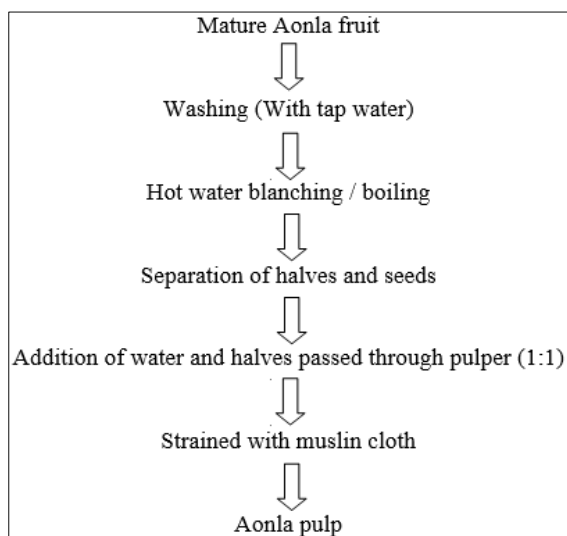 Mature Aonla fruit
Washing (With tap water)
Hot water blanching / boiling
Separation of halves and seeds
Addition of water and halves passed through pulper (1:1)
Strained with muslin cloth
Aonla pulp